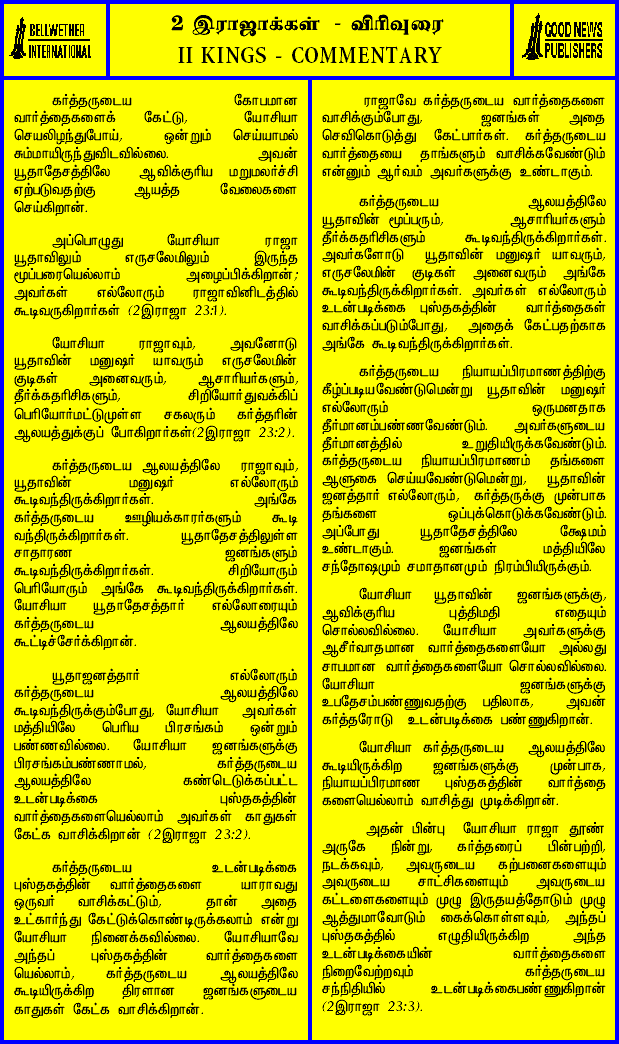 BELLWETHER
INTERNATIONAL
2 இராஜாக்கள் - விரிவுரை
II KINGS - COMMENTARY
GOOD NEWS
PUBLISHERS
கர்த்தருடைய கோபமான
வார்த்தைகளைக் கேட்டு, யோசியா
செயலிழந்துபோய், ஒன்றும் செய்யாமல்
சும்மாயிருந்துவிடவில்லை. அவன்
யூதாதேசத்திலே ஆவிக்குரிய மறுமலர்ச்சி
ஏற்படுவதற்கு ஆயத்த வேலைகளை
செய்கிறான்.
அப்பொழுது யோசியா ராஜா
யூதாவிலும் எருசலேமிலும் இருந்த
மூப்பரையெல்லாம் அழைப்பிக்கிறான்;
அவர்கள் எல்லோரும் ராஜாவினிடத்தில்
கூடிவருகிறார்கள் (2இராஜா 23:1).
யோசியா ராஜாவும், அவனோடு
யூதாவின் மனுஷர் யாவரும் எருசலேமின்
குடிகள் அனைவரும், ஆசாரியர்களும்,
தீர்க்கதரிசிகளும், சிறியோர்துவக்கிப்
பெரியோர்மட்டுமுள்ள சகலரும் கர்த்தரின்
ஆலயத்துக்குப் போகிறார்கள்(2இராஜா 23:2).
கர்த்தருடைய ஆலயத்திலே ராஜாவும்,
யூதாவின் மனுஷர் எல்லோரும்
கூடிவந்திருக்கிறார்கள். அங்கே
கர்த்தருடைய ஊழியக்காரர்களும் கூடி
வந்திருக்கிறார்கள். யூதாதேசத்திலுள்ள
சாதாரண ஜனங்களும்
கூடிவந்திருக்கிறார்கள். சிறியோரும்
பெரியோரும் அங்கே கூடிவந்திருக்கிறார்கள்.
யோசியா யூதாதேசத்தார் எல்லோரையும்
கர்த்தருடைய ஆலயத்திலே
கூட்டிச்சேர்க்கிறான்.
யூதாஜனத்தார் எல்லோரும்
கர்த்தருடைய ஆலயத்திலே
கூடிவந்திருக்கும்போது, யோசியா அவர்கள்
மத்தியிலே பெரிய பிரசங்கம் ஒன்றும்
பண்ணவில்லை. யோசியா ஜனங்களுக்கு
பிரசங்கம்பண்ணாமல், கர்த்தருடைய
ஆலயத்திலே கண்டெடுக்கப்பட்ட
உடன்படிக்கை புஸ்தகத்தின்
வார்த்தைகளையெல்லாம் அவர்கள் காதுகள்
கேட்க வாசிக்கிறான் (2இராஜா 23:2).
கர்த்தருடைய உடன்படிக்கை
புஸ்தகத்தின் வார்த்தைகளை யாராவது
ஒருவர் வாசிக்கட்டும், தான் அதை
உட்கார்ந்து கேட்டுக்கொண்டிருக்கலாம் என்று
யோசியா நினைக்கவில்லை. யோசியாவே
அந்தப் புஸ்தகத்தின் வார்த்தைகளை
யெல்லாம், கர்த்தருடைய ஆலயத்திலே
கூடியிருக்கிற திரளான ஜனங்களுடைய
காதுகள் கேட்க வாசிக்கிறான்.
ராஜாவே கர்த்தருடைய வார்த்தைகளை
வாசிக்கும்போது, ஜனங்கள் அதை
செவிகொடுத்து கேட்பார்கள். கர்த்தருடைய
வார்த்தையை தாங்களும் வாசிக்கவேண்டும்
என்னும் ஆர்வம் அவர்களுக்கு உண்டாகும்.
கர்த்தருடைய ஆலயத்திலே
யூதாவின் மூப்பரும், ஆசாரியர்களும்
தீர்க்கதரிசிகளும் கூடிவந்திருக்கிறார்கள்.
அவர்களோடு யூதாவின் மனுஷர் யாவரும்,
எருசலேமின் குடிகள் அனைவரும் அங்கே
கூடிவந்திருக்கிறார்கள். அவர்கள் எல்லோரும்
உடன்படிக்கை புஸ்தகத்தின் வார்த்தைகள்
வாசிக்கப்படும்போது, அதைக் கேட்பதற்காக
அங்கே கூடிவந்திருக்கிறார்கள்.
கர்த்தருடைய நியாயப்பிரமாணத்திற்கு
கீழ்ப்படியவேண்டுமென்று யூதாவின் மனுஷர்
எல்லோரும் ஒருமனதாக
தீர்மானம்பண்ணவேண்டும். அவர்களுடைய
தீர்மானத்தில் உறுதியிருக்கவேண்டும்.
கர்த்தருடைய நியாயப்பிரமாணம் தங்களை
ஆளுகை செய்யவேண்டுமென்று, யூதாவின்
ஜனத்தார் எல்லோரும், கர்த்தருக்கு முன்பாக
தங்களை ஒப்புக்கொடுக்கவேண்டும்.
அப்போது யூதாதேசத்திலே க்ஷேமம்
உண்டாகும். ஜனங்கள் மத்தியிலே
சந்தோஷமும் சமாதானமும் நிரம்பியிருக்கும்.
யோசியா யூதாவின் ஜனங்களுக்கு,
ஆவிக்குரிய புத்திமதி எதையும்
சொல்லவில்லை. யோசியா அவர்களுக்கு
ஆசீர்வாதமான வார்த்தைகளையோ அல்லது
சாபமான வார்த்தைகளையோ சொல்லவில்லை.
யோசியா ஜனங்களுக்கு
உபதேசம்பண்ணுவதற்கு பதிலாக, அவன்
கர்த்தரோடு உடன்படிக்கை பண்ணுகிறான்.
யோசியா கர்த்தருடைய ஆலயத்திலே
கூடியிருக்கிற ஜனங்களுக்கு முன்பாக,
நியாயப்பிரமாண புஸ்தகத்தின் வார்த்தை
களையெல்லாம் வாசித்து முடிக்கிறான்.
அதன் பின்பு யோசியா ராஜா தூண்
அருகே நின்று, கர்த்தரைப் பின்பற்றி,
நடக்கவும், அவருடைய கற்பனைகளையும்
அவருடைய சாட்சிகளையும் அவருடைய
கட்டளைகளையும் முழு இருதயத்தோடும் முழு
ஆத்துமாவோடும் கைக்கொள்ளவும், அந்தப்
புஸ்தகத்தில் எழுதியிருக்கிற அந்த
உடன்படிக்கையின் வார்த்தைகளை
நிறைவேற்றவும் கர்த்தருடைய
சந்நிதியில் உடன்படிக்கைபண்ணுகிறான்
(2இராஜா 23:3).